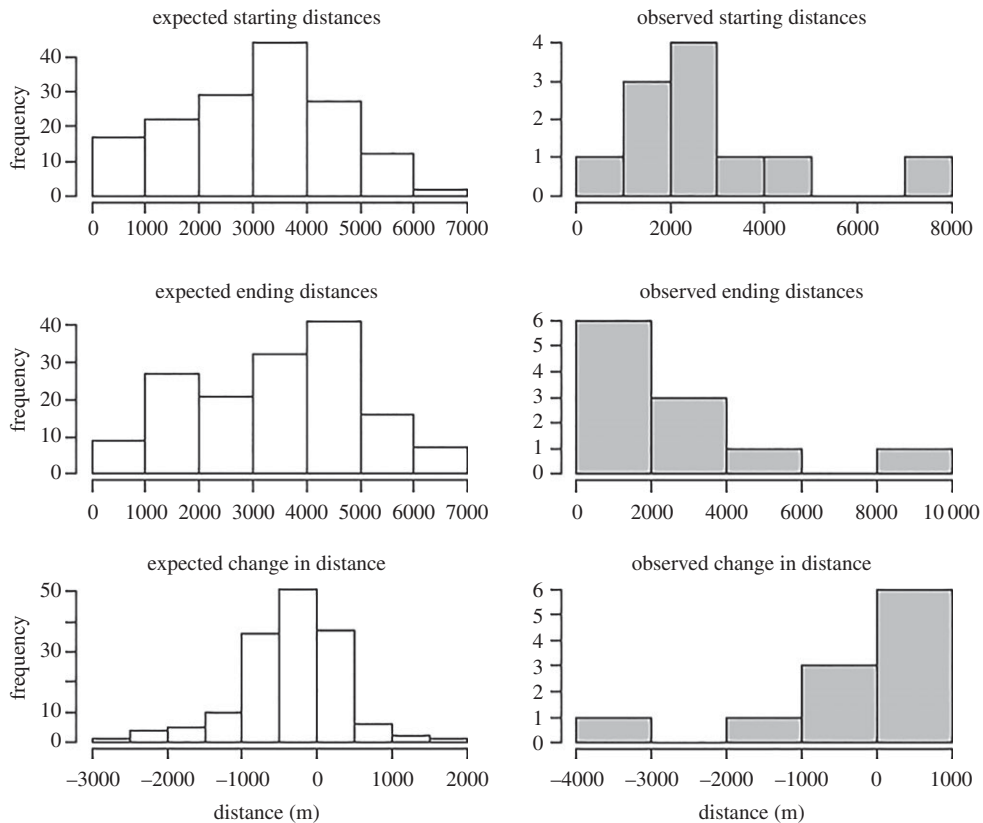 expected starting distances
frequency
40
30
20
10
0
0 1000 2000 3000 4000 5000 6000 7000
observed starting distances
4
3
2
1
0
0 2000 4000 6000 8000
expected ending distances
frequency
40
30
20
10
0
0 1000 2000 3000 4000 5000 6000 7000
observed ending distances
6
5
4
3
2
1
0
0 2000 4000 6000 8000 10 000
expected change in distance
frequency
50
30
10
0
–3000 –2000 –1000 0 1000 2000
distance (m)
observed change in distance
6
5
4
3
2
1
0
–4000 –3000 –2000 –1000 0 1000
distance (m)